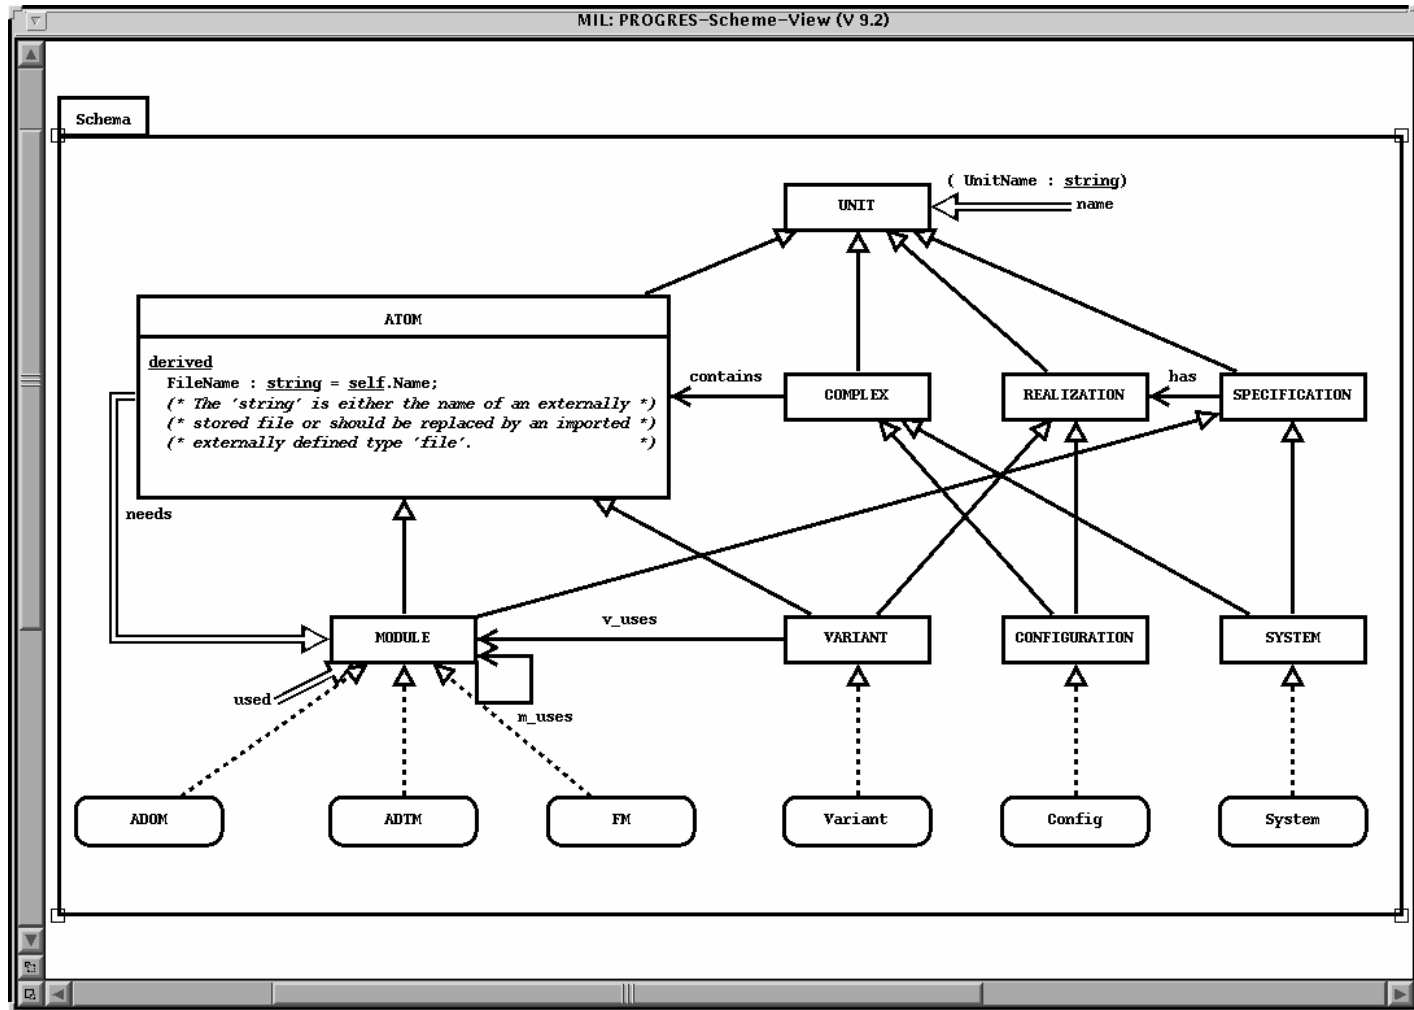 MIL: PROGRES-Scheme-View (V 9.2)
Schema
( UnitName : string)
UNIT
name
ATOM
derived
FileName : string = self.Name;
(* The 'string' is either the name of an externally *)
(* stored file or should be replaced by an imported *)
(* externally defined type 'file'. *)
contains
COMPLEX
REALIZATION
has
SPECIFICATION
needs
MODULE
v_uses
VARIANT
CONFIGURATION
SYSTEM
used
m_uses
ADOM
ADTM
FM
Variant
Config
System